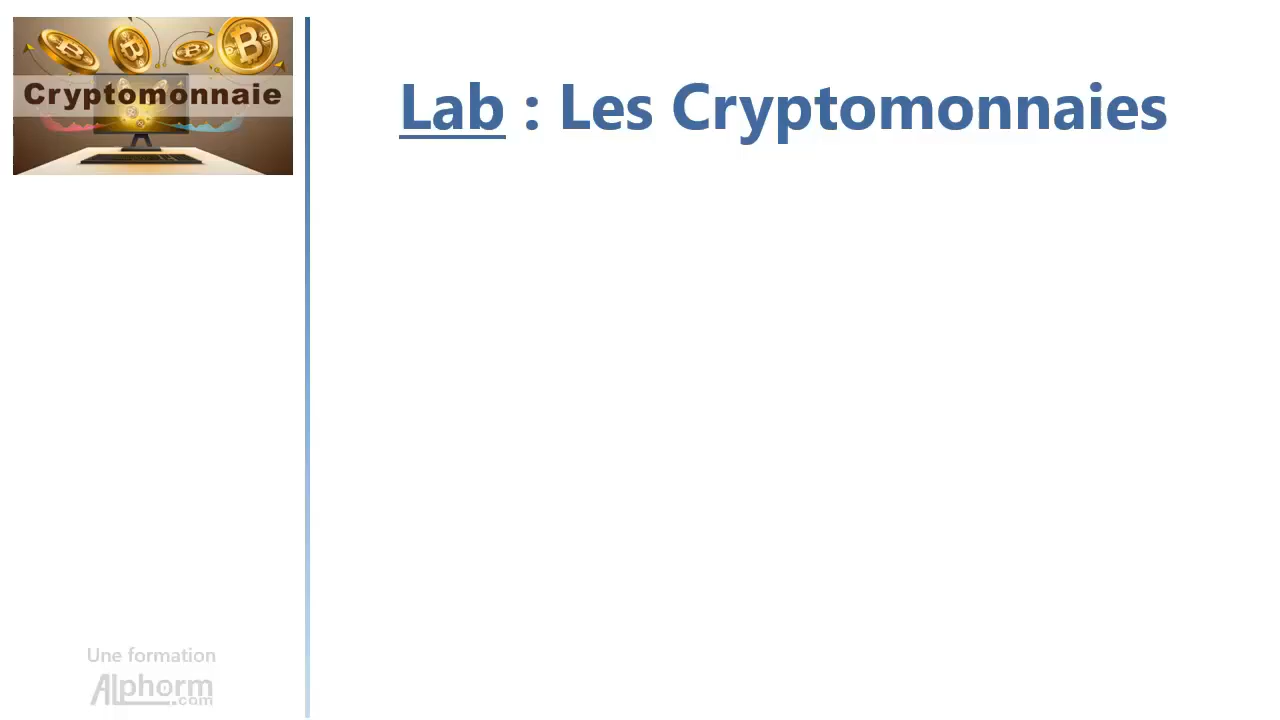 Cryptomonnaie
Lab : Les Cryptomonnaies
Une formation
Alphorm
.com